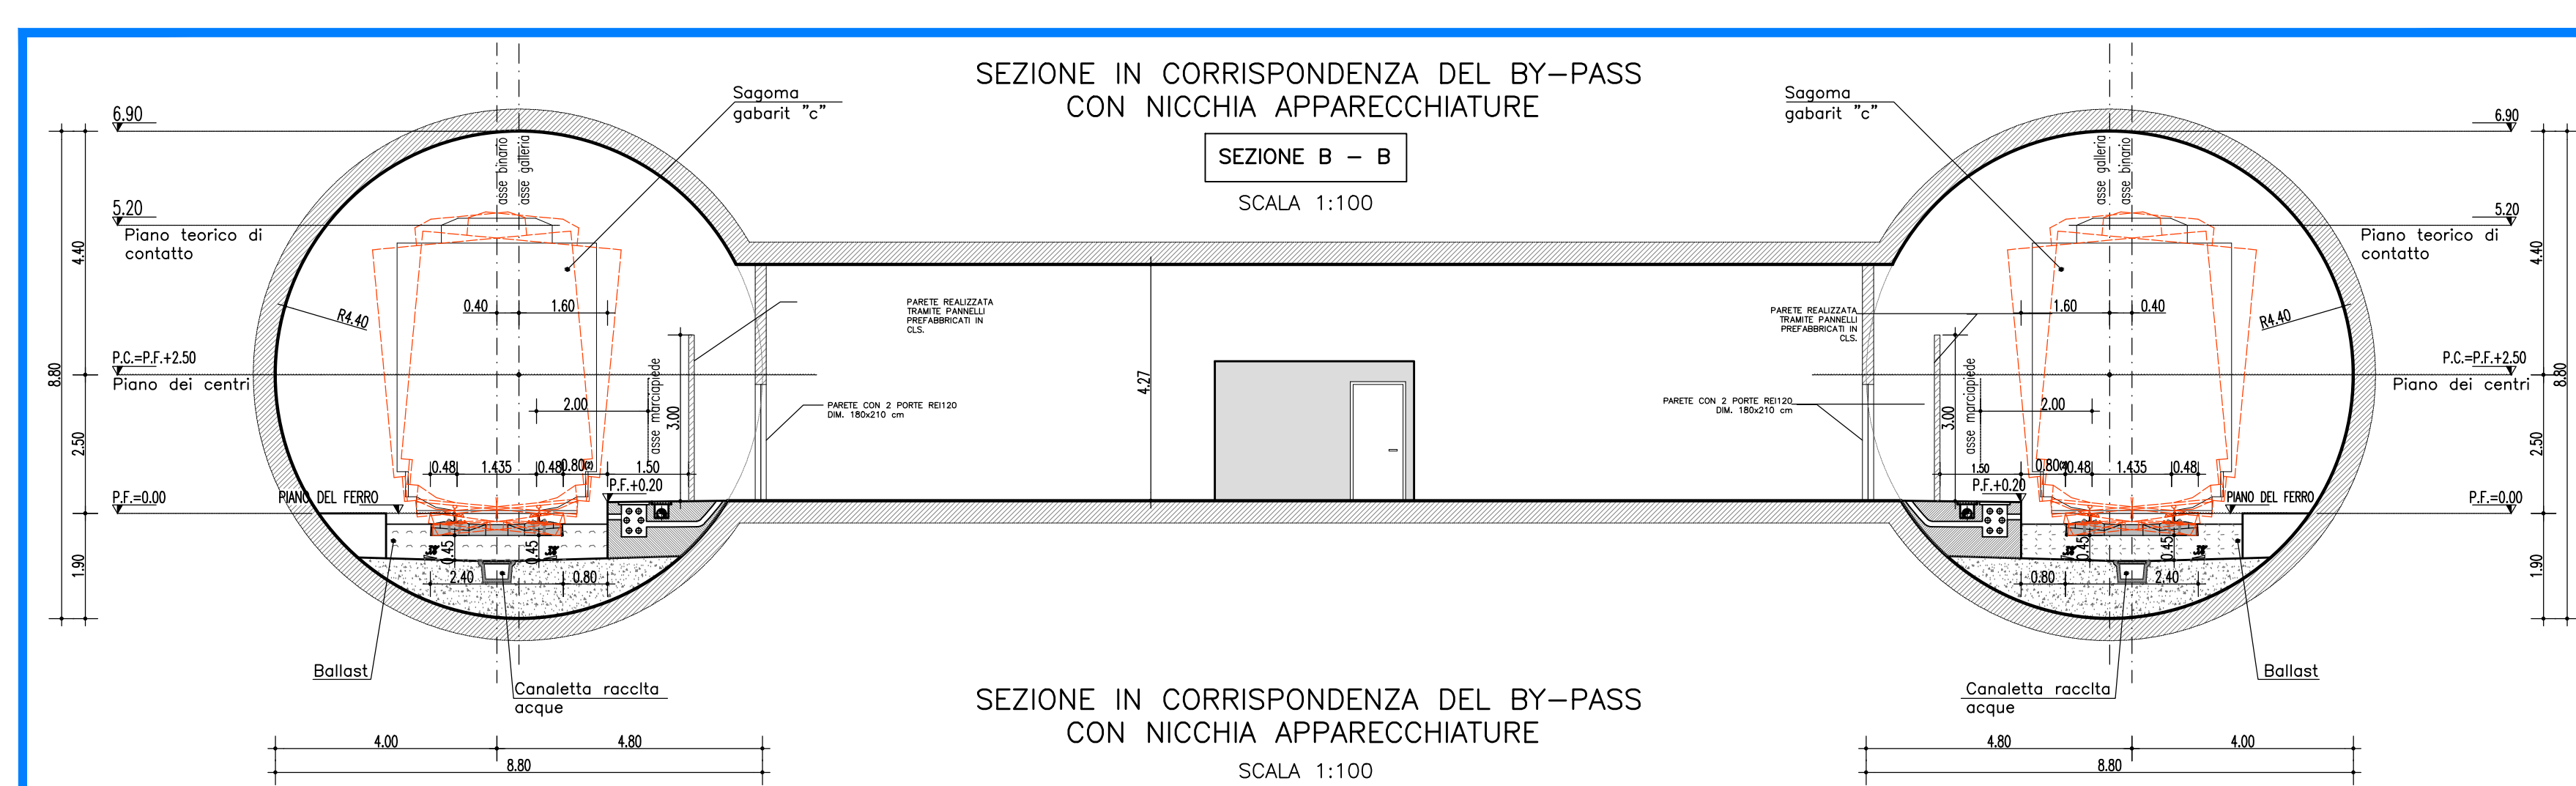 SEZIONE IN CORRISPONDENZA DEL BY-PASS
CON NICCHIA APPARECCHIATURE
SEZIONE B - B
SCALA 1:100
6.90
5.20
Piano teorico di
contatto
4.40
8.80
P.C.=P.F.+2.50
Piano dei centri
2.50
P.F.=0.00
PIANO DEL FERRO
1.90
Sagoma
gabarit "c"
asse binario
asse galleria
R4.40
0.40
1.60
2.00
asse marciapiede
3.00
0.48
1.435
0.48
0.80
1.50
P.F.+0.20
0.45
0.45
2.40
0.80
Ballast
Canaletta racclta
acque
4.00
4.80
8.80
PARETE REALIZZATA
TRAMITE PANNELLI
PREFABBRICATI IN
CLS.
PARETE CON 2 PORTE REI120
DIM. 180x210 cm
4.27
PARETE REALIZZATA
TRAMITE PANNELLI
PREFABBRICATI IN
CLS.
PARETE CON 2 PORTE REI120
DIM. 180x210 cm
Sagoma
gabarit "c"
asse galleria
asse binario
1.60
0.40
R4.40
3.00
asse marciapiede
2.00
1.50
0.80
0.48
1.435
0.48
P.F.+0.20
PIANO DEL FERRO
0.45
0.45
0.80
2.40
6.90
5.20
Piano teorico di
contatto
4.40
8.80
P.C.=P.F.+2.50
Piano dei centri
2.50
P.F.=0.00
1.90
Ballast
Canaletta racclta
acque
4.80
4.00
8.80
SEZIONE IN CORRISPONDENZA DEL BY-PASS
CON NICCHIA APPARECCHIATURE
SCALA 1:100